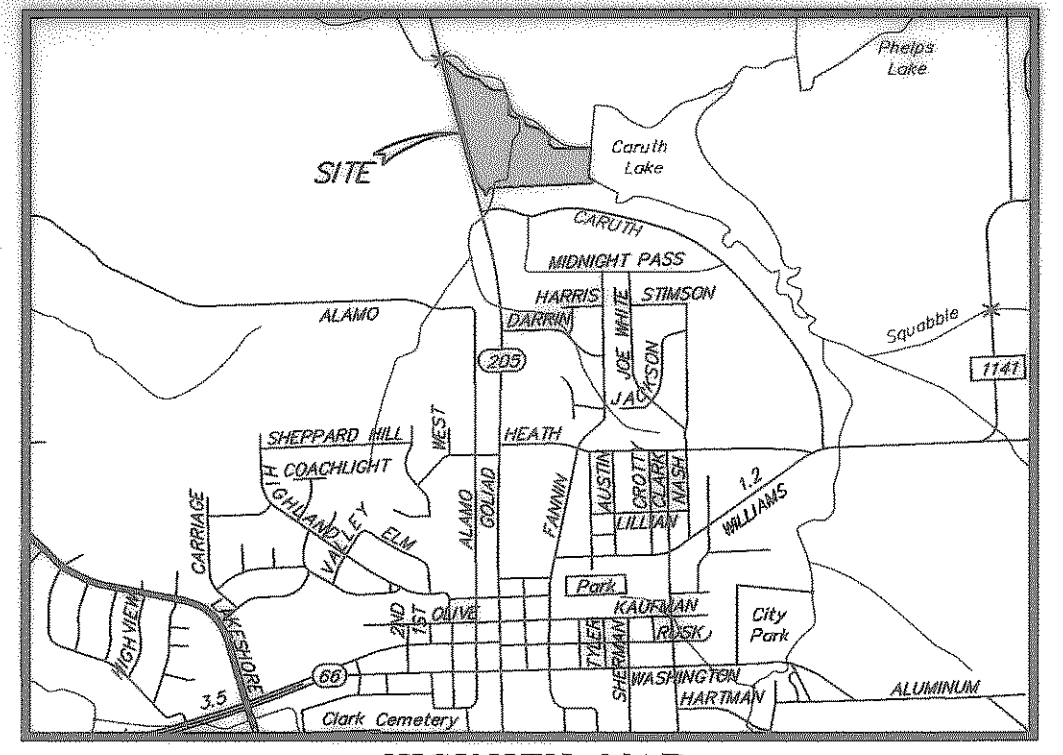 Phelps
Lake
SITE
Caruth
Lake
CARUTH
MIDNIGHT PASS
HARRIS
STIMSON
ALAMO
DARRIN
JOE WHITE
Squabble
205
JACKSON
1141
SHEPPARD HILL
WEST
HEATH
COACHLIGHT
HIGHLAND
AUSTIN
CROTTY
CLARK
NASH
1.2
WILLIAMS
CARRIAGE
VALLEY
ELM
ALAMO
GOLIAD
FANNIN
LILLIAN
Park
KAUFMAN
City
Park
HIGHVIEW
LAKESHORE
2ND
1ST
OLIVE
TYLER
SHERMAN
RUSK
66
WASHINGTON
3.5
HARTMAN
ALUMINUM
Clark Cemetery